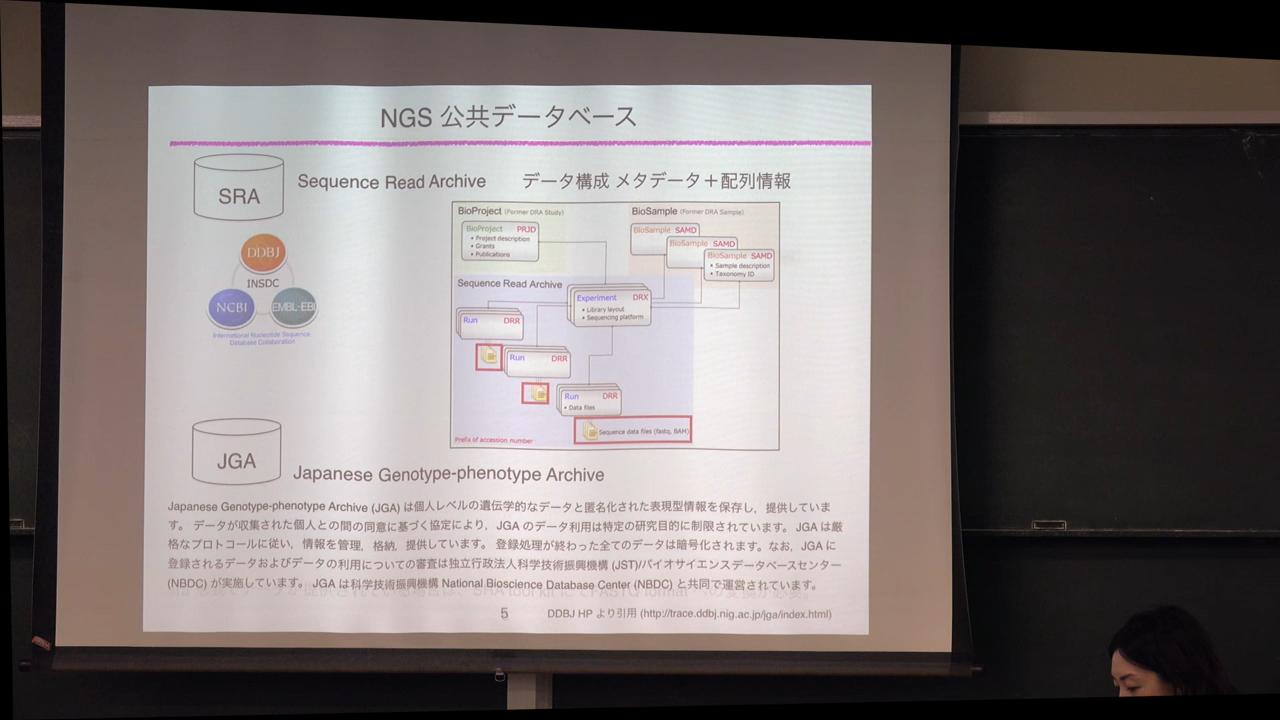 NGS 公共データベース
SRA
Sequence Read Archive
データ構成 メタデータ＋配列情報
DDBJ
INSDC
NCBI
EMBL-EBI
International Nucleotide Sequence
Database Collaboration
BioProject (Former DRA Study)
BioProject PRJD
• Project description
• Grants
• Publications
BioSample (Former DRA Sample)
BioSample SAMD
BioSample SAMD
BioSample SAMD
• Sample description
• Taxonomy ID
Sequence Read Archive
Experiment DRX
• Library layout
• Sequencing platform
Run DRR
Run DRR
Run DRR
• Data files
Sequence data files (fastq, BAM)
Prefix of accession number
JGA
Japanese Genotype-phenotype Archive
Japanese Genotype-phenotype Archive (JGA) は個人レベルの遺伝学的なデータと匿名化された表現型情報を保存し，提供していま
す。 データが収集された個人との間の同意に基づく協定により，JGA のデータ利用は特定の研究目的に制限されています。 JGA は厳
格なプロトコールに従い，情報を管理，格納，提供しています。 登録処理が終わった全てのデータは暗号化されます。なお，JGA に
登録されるデータおよびデータの利用についての審査は独立行政法人科学技術振興機構 (JST)/バイオサイエンスデータベースセンター
(NBDC) が実施しています。 JGA は科学技術振興機構 National Bioscience Database Center (NBDC) と共同で運営されています。
5
DDBJ HP より引用 (http://trace.ddbj.nig.ac.jp/jga/index.html)